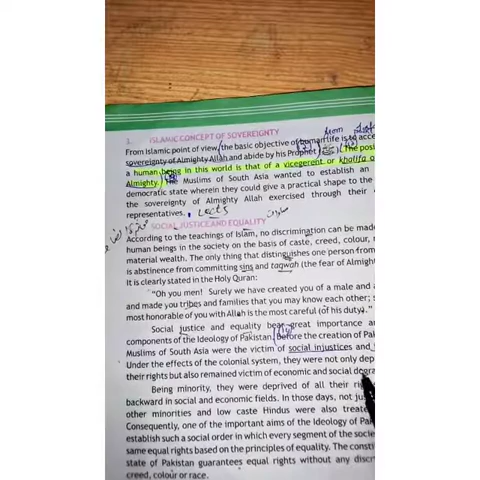 3. ISLAMIC CONCEPT OF SOVEREIGNTY
from start
From Islamic point of view, the basic objective of human life is to acce
sovereignty of Almighty Allah and abide by his Prophet ﷺ. The posi
a human being in this world is that of a vicegerent or khalifa o
Almighty. The Muslims of South Asia wanted to establish an
democratic state wherein they could give a practical shape to the
the sovereignty of Almighty Allah exercised through their
representatives.
SOCIAL JUSTICE AND EQUALITY
According to the teachings of Islam, no discrimination can be made
human beings in the society on the basis of caste, creed, colour,
material wealth. The only thing that distinguishes one person from
is abstinence from committing sins and taqwah (the fear of Almigh
It is clearly stated in the Holy Quran:
"Oh you men! Surely we have created you of a male and a
and made you tribes and families that you may know each other; s
most honorable of you with Allah is the most careful (of his duty)."
Social justice and equality bear great importance a
components of the Ideology of Pakistan. Before the creation of Pak
Muslims of South Asia were the victim of social injustices and
Under the effects of the colonial system, they were not only dep
their rights but also remained victim of economic and social degra
Being minority, they were deprived of all their righ
backward in social and economic fields. In those days, not jus
other minorities and low caste Hindus were also treate
Consequently, one of the important aims of the Ideology of Pak
establish such a social order in which every segment of the socie
same equal rights based on the principles of equality. The consti
state of Pakistan guarantees equal rights without any discri
creed, colour or race.